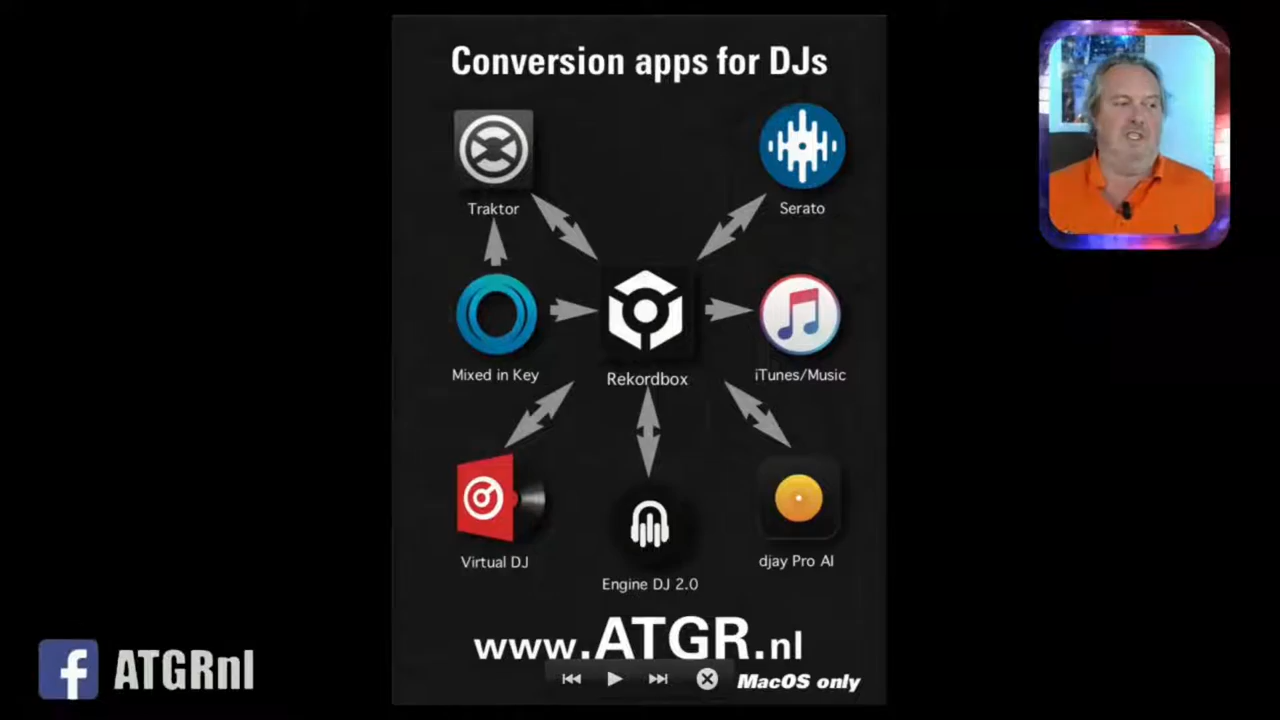 Conversion apps for DJs
Traktor
Serato
Mixed in Key
Rekordbox
iTunes/Music
Virtual DJ
Engine DJ 2.0
djay Pro AI
www.ATGR.nl
MacOS only
ATGRnl